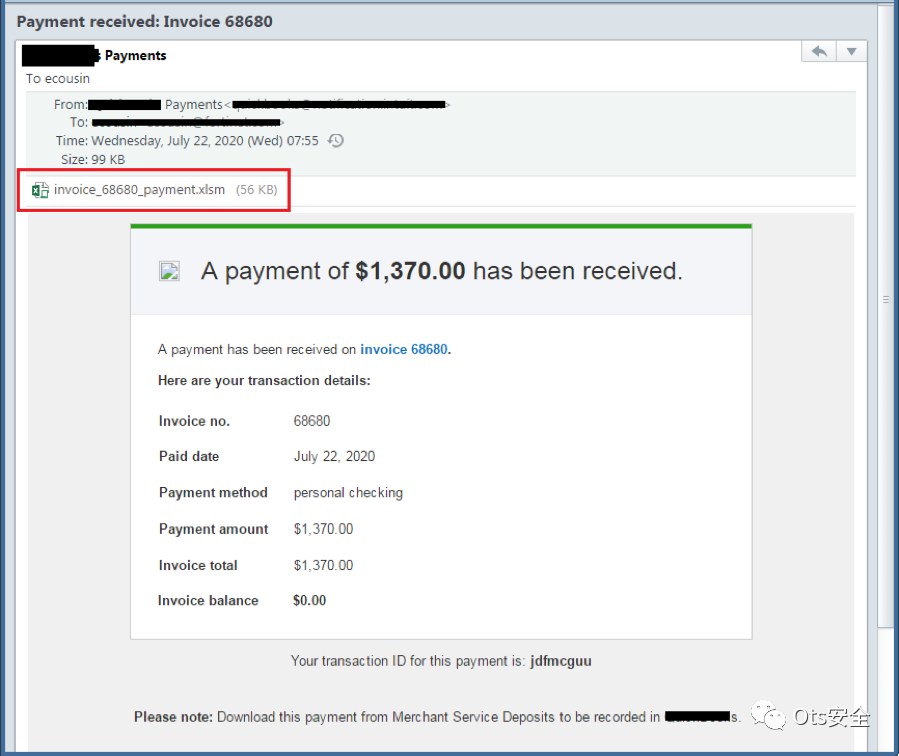 Payment received: Invoice 68680
Payments
To ecousin
From: Payments<
To:
Time: Wednesday, July 22, 2020 (Wed) 07:55
Size: 99 KB
invoice_68680_payment.xlsm (56 KB)
A payment of $1,370.00 has been received.
A payment has been received on invoice 68680.
Here are your transaction details:
Invoice no. 68680
Paid date July 22, 2020
Payment method personal checking
Payment amount $1,370.00
Invoice total $1,370.00
Invoice balance $0.00
Your transaction ID for this payment is: jdfmcguu
Please note: Download this payment from Merchant Service Deposits to be recorded in s.
Ots安全